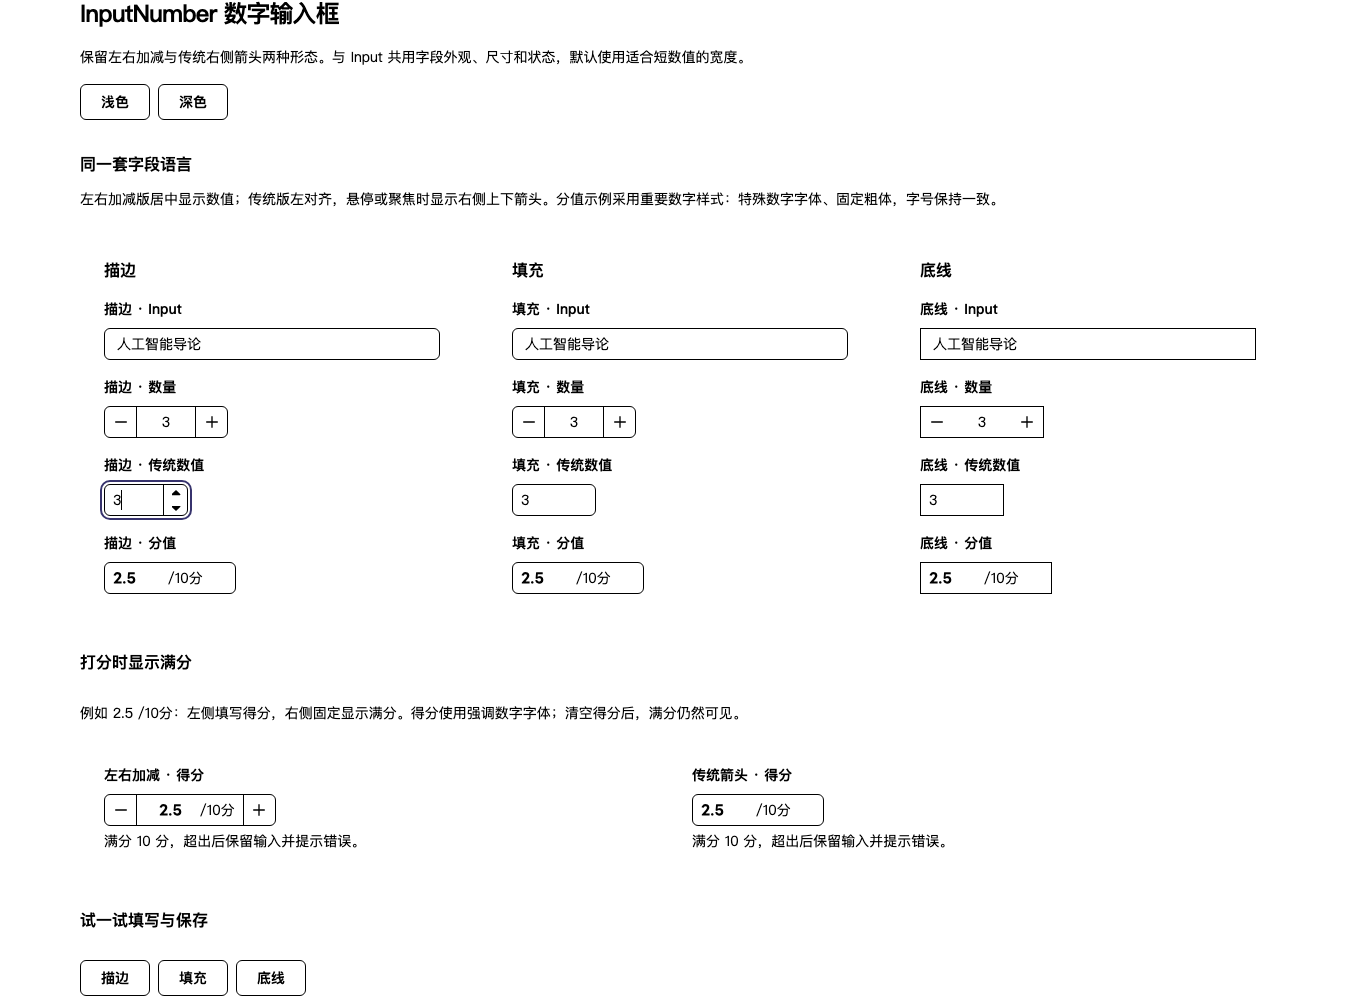 InputNumber 数字输入框
保留左右加减与传统右侧箭头两种形态。与 Input 共用字段外观、尺寸和状态，默认使用适合短数值的宽度。
浅色 深色
同一套字段语言
左右加减版居中显示数值；传统版左对齐，悬停或聚焦时显示右侧上下箭头。分值示例采用重要数字样式：特殊数字字体、固定粗体，字号保持一致。
描边 填充 底线
描边 · Input 填充 · Input 底线 · Input
人工智能导论 人工智能导论 人工智能导论
描边 · 数量 填充 · 数量 底线 · 数量
− 3 + − 3 + − 3 +
描边 · 传统数值 填充 · 传统数值 底线 · 传统数值
3 3 3
描边 · 分值 填充 · 分值 底线 · 分值
2.5 /10分 2.5 /10分 2.5 /10分
打分时显示满分
例如 2.5 /10分：左侧填写得分，右侧固定显示满分。得分使用强调数字字体；清空得分后，满分仍然可见。
左右加减 · 得分 传统箭头 · 得分
− 2.5 /10分 + 2.5 /10分
满分 10 分，超出后保留输入并提示错误。 满分 10 分，超出后保留输入并提示错误。
试一试填写与保存
描边 填充 底线